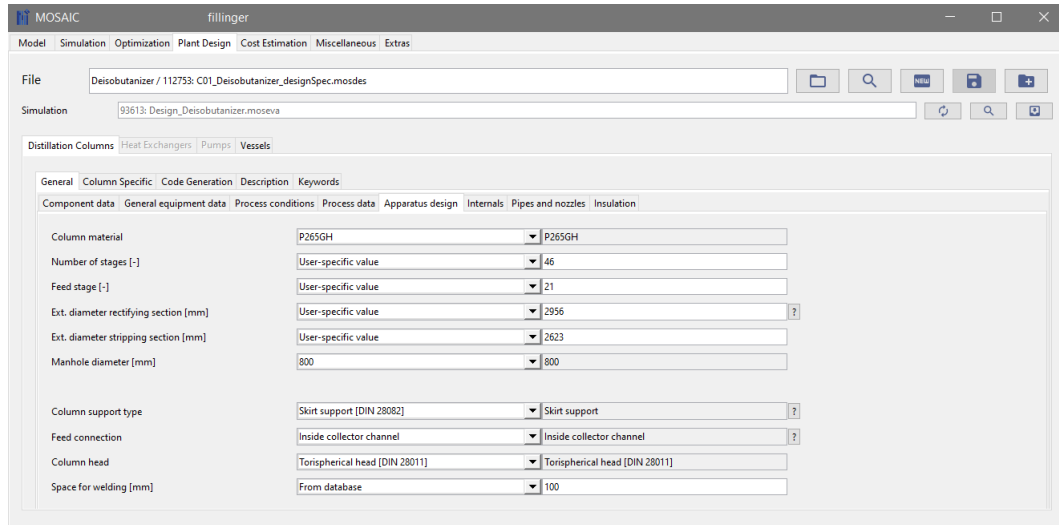 MOSAIC fillinger
Model Simulation Optimization Plant Design Cost Estimation Miscellaneous Extras
File Deisobutanizer / 112753: C01_Deisobutanizer_designSpec.mosdes NEW
Simulation 93613: Design_Deisobutanizer.moseva
Distillation Columns Heat Exchangers Pumps Vessels
General Column Specific Code Generation Description Keywords
Component data General equipment data Process conditions Process data Apparatus design Internals Pipes and nozzles Insulation
Column material P265GH P265GH
Number of stages [-] User-specific value 46
Feed stage [-] User-specific value 21
Ext. diameter rectifying section [mm] User-specific value 2956 ?
Ext. diameter stripping section [mm] User-specific value 2623
Manhole diameter [mm] 800 800
Column support type Skirt support [DIN 28082] Skirt support ?
Feed connection Inside collector channel Inside collector channel ?
Column head Torispherical head [DIN 28011] Torispherical head [DIN 28011]
Space for welding [mm] From database 100